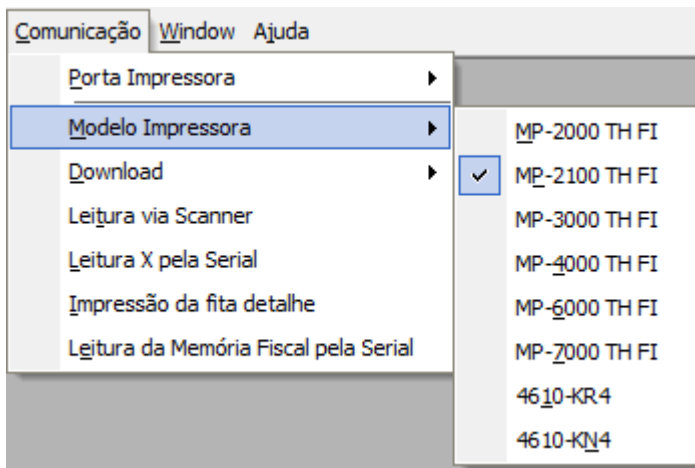 Comunicação Window Ajuda
Porta Impressora
Modelo Impressora
Download
Leitura via Scanner
Leitura X pela Serial
Impressão da fita detalhe
Leitura da Memória Fiscal pela Serial
MP-2000 TH FI
MP-2100 TH FI
MP-3000 TH FI
MP-4000 TH FI
MP-6000 TH FI
MP-7000 TH FI
4610-KR4
4610-KN4